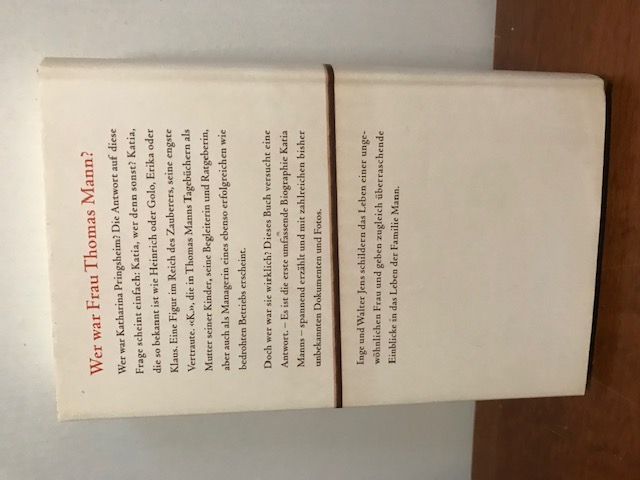 Wer war Frau Thomas Mann?
Wer war Katharina Pringsheim? Die Antwort auf diese
Frage scheint einfach: Katia, wer denn sonst? Katia,
die so bekannt ist wie Heinrich oder Golo, Erika oder
Klaus. Eine Figur im Reich des Zauberers, seine engste
Vertraute. «K.», die in Thomas Manns Tagebüchern als
Mutter seiner Kinder, seine Begleiterin und Ratgeberin,
aber auch als Managerin eines ebenso erfolgreichen wie
bedrohten Betriebs erscheint.
Doch wer war sie wirklich? Dieses Buch versucht eine
Antwort. – Es ist die erste umfassende Biographie Katia
Manns – spannend erzählt und mit zahlreichen bisher
unbekannten Dokumenten und Fotos.
Inge und Walter Jens schildern das Leben einer unge-
wöhnlichen Frau und geben zugleich überraschende
Einblicke in das Leben der Familie Mann.